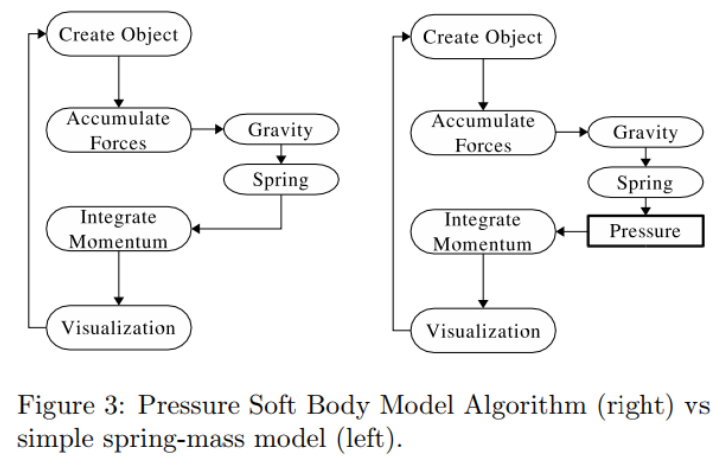 Create Object
Accumulate
Forces
Gravity
Spring
Integrate
Momentum
Visualization
Create Object
Accumulate
Forces
Gravity
Spring
Pressure
Integrate
Momentum
Visualization
Figure 3: Pressure Soft Body Model Algorithm (right) vs
simple spring-mass model (left).